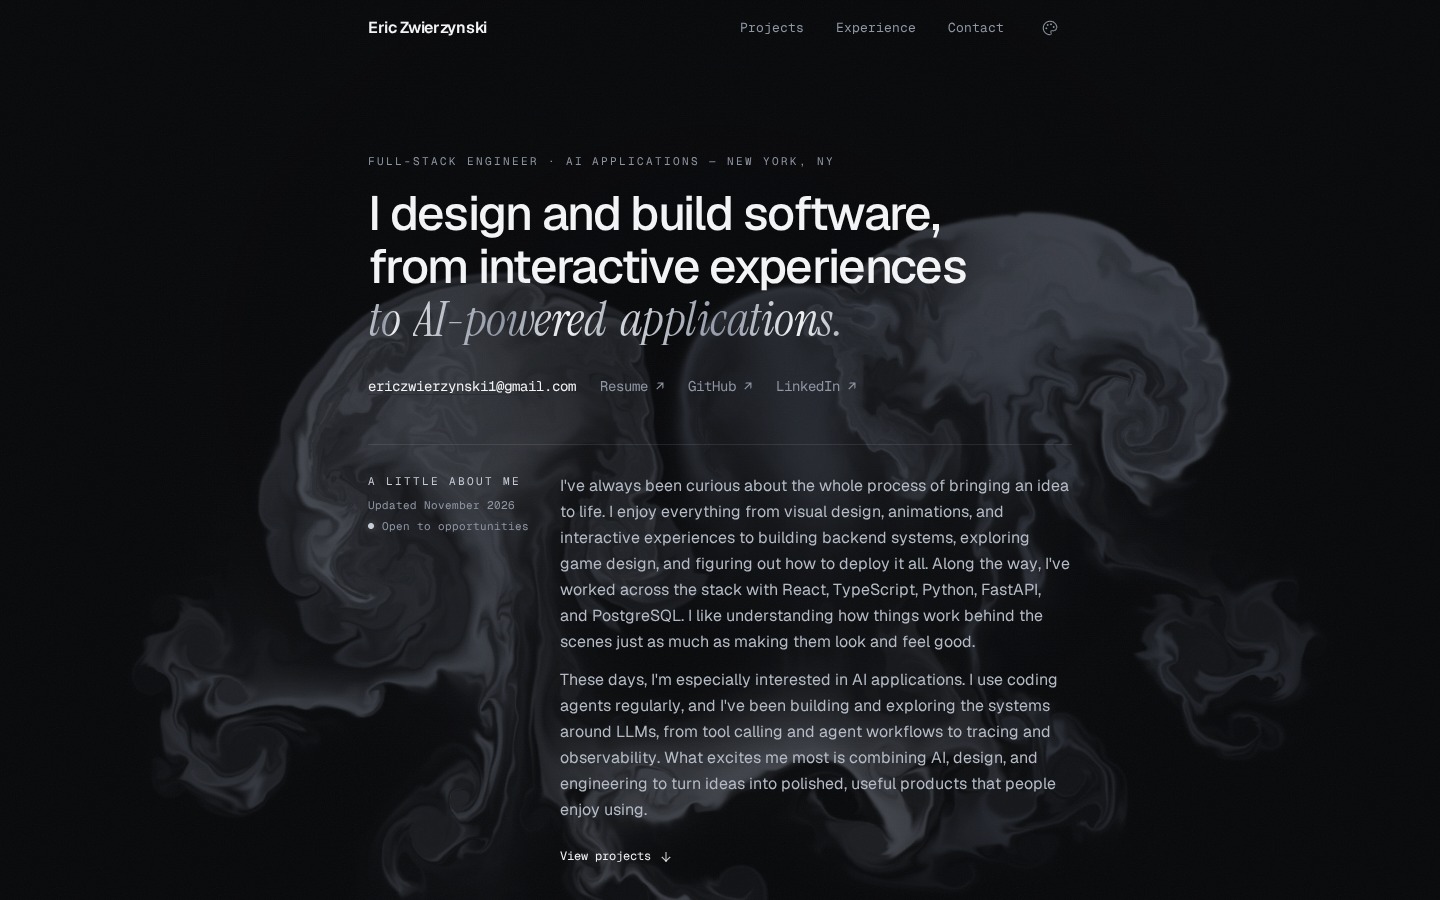 Eric Zwierzynski
Projects
Experience
Contact
FULL-STACK ENGINEER · AI APPLICATIONS — NEW YORK, NY
I design and build software,
from interactive experiences
to AI-powered applications.
ericzwierzynski1@gmail.com
Resume ↗
GitHub ↗
LinkedIn ↗
A LITTLE ABOUT ME
Updated November 2026
Open to opportunities
I've always been curious about the whole process of bringing an idea
to life. I enjoy everything from visual design, animations, and
interactive experiences to building backend systems, exploring
game design, and figuring out how to deploy it all. Along the way, I've
worked across the stack with React, TypeScript, Python, FastAPI,
and PostgreSQL. I like understanding how things work behind the
scenes just as much as making them look and feel good.
These days, I'm especially interested in AI applications. I use coding
agents regularly, and I've been building and exploring the systems
around LLMs, from tool calling and agent workflows to tracing and
observability. What excites me most is combining AI, design, and
engineering to turn ideas into polished, useful products that people
enjoy using.
View projects ↓